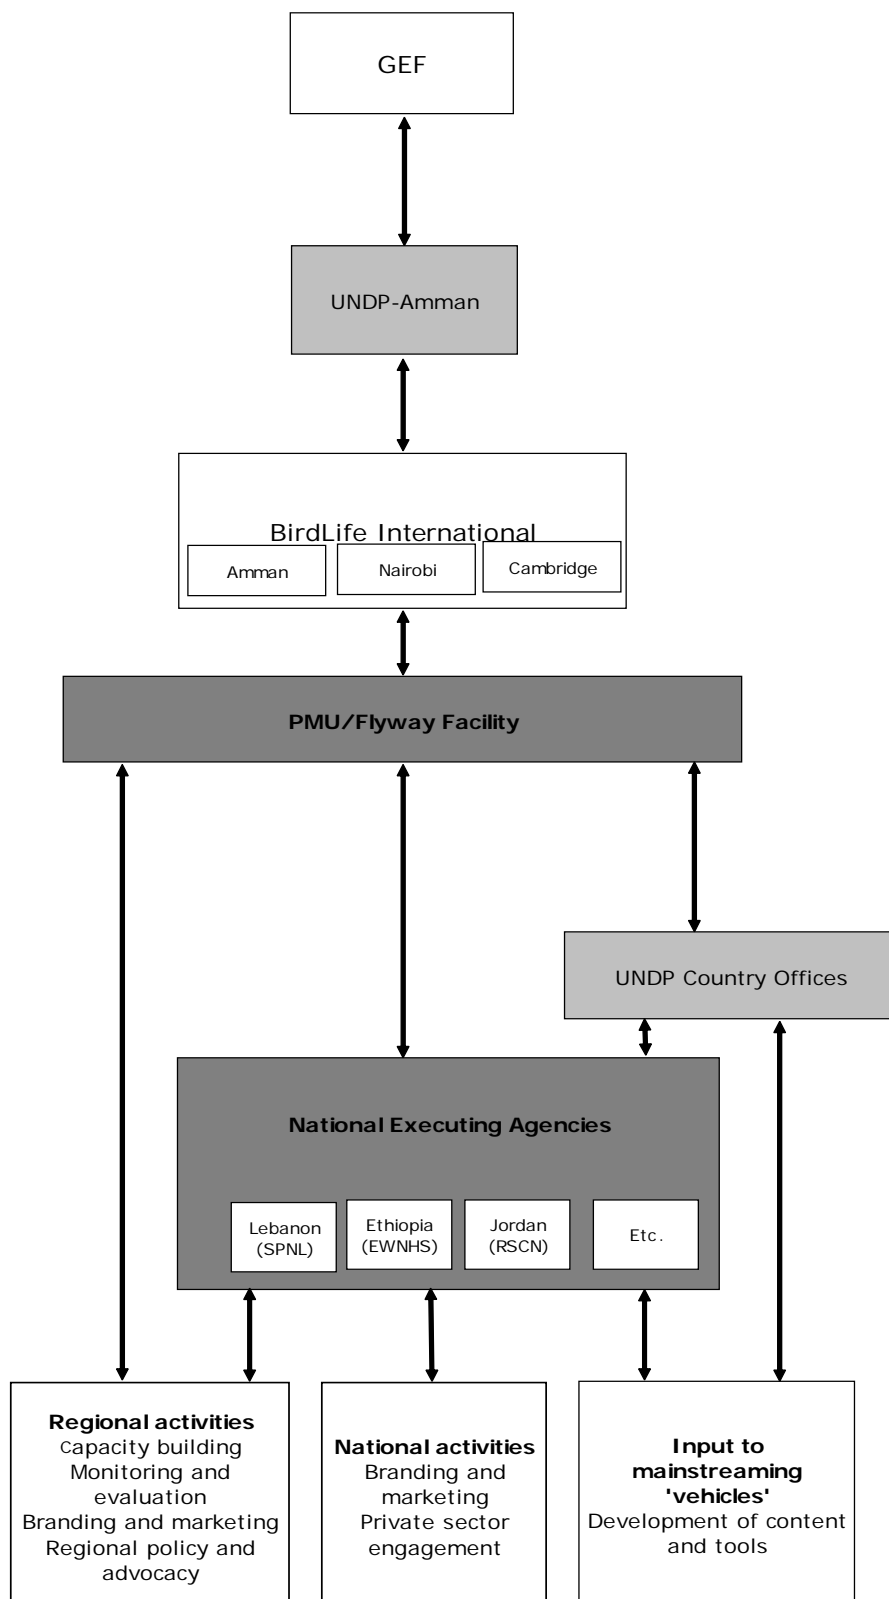 GEF
UNDP-Amman
BirdLife International
Amman
Nairobi
Cambridge
PMU/Flyway Facility
UNDP Country Offices
National Executing Agencies
Lebanon
(SPNL)
Ethiopia
(EWNHS)
Jordan
(RSCN)
Etc.
Regional activities
Capacity building
Monitoring and
evaluation
Branding and marketing
Regional policy and
advocacy
National activities
Branding and
marketing
Private sector
engagement
Input to
mainstreaming
'vehicles'
Development of content
and tools